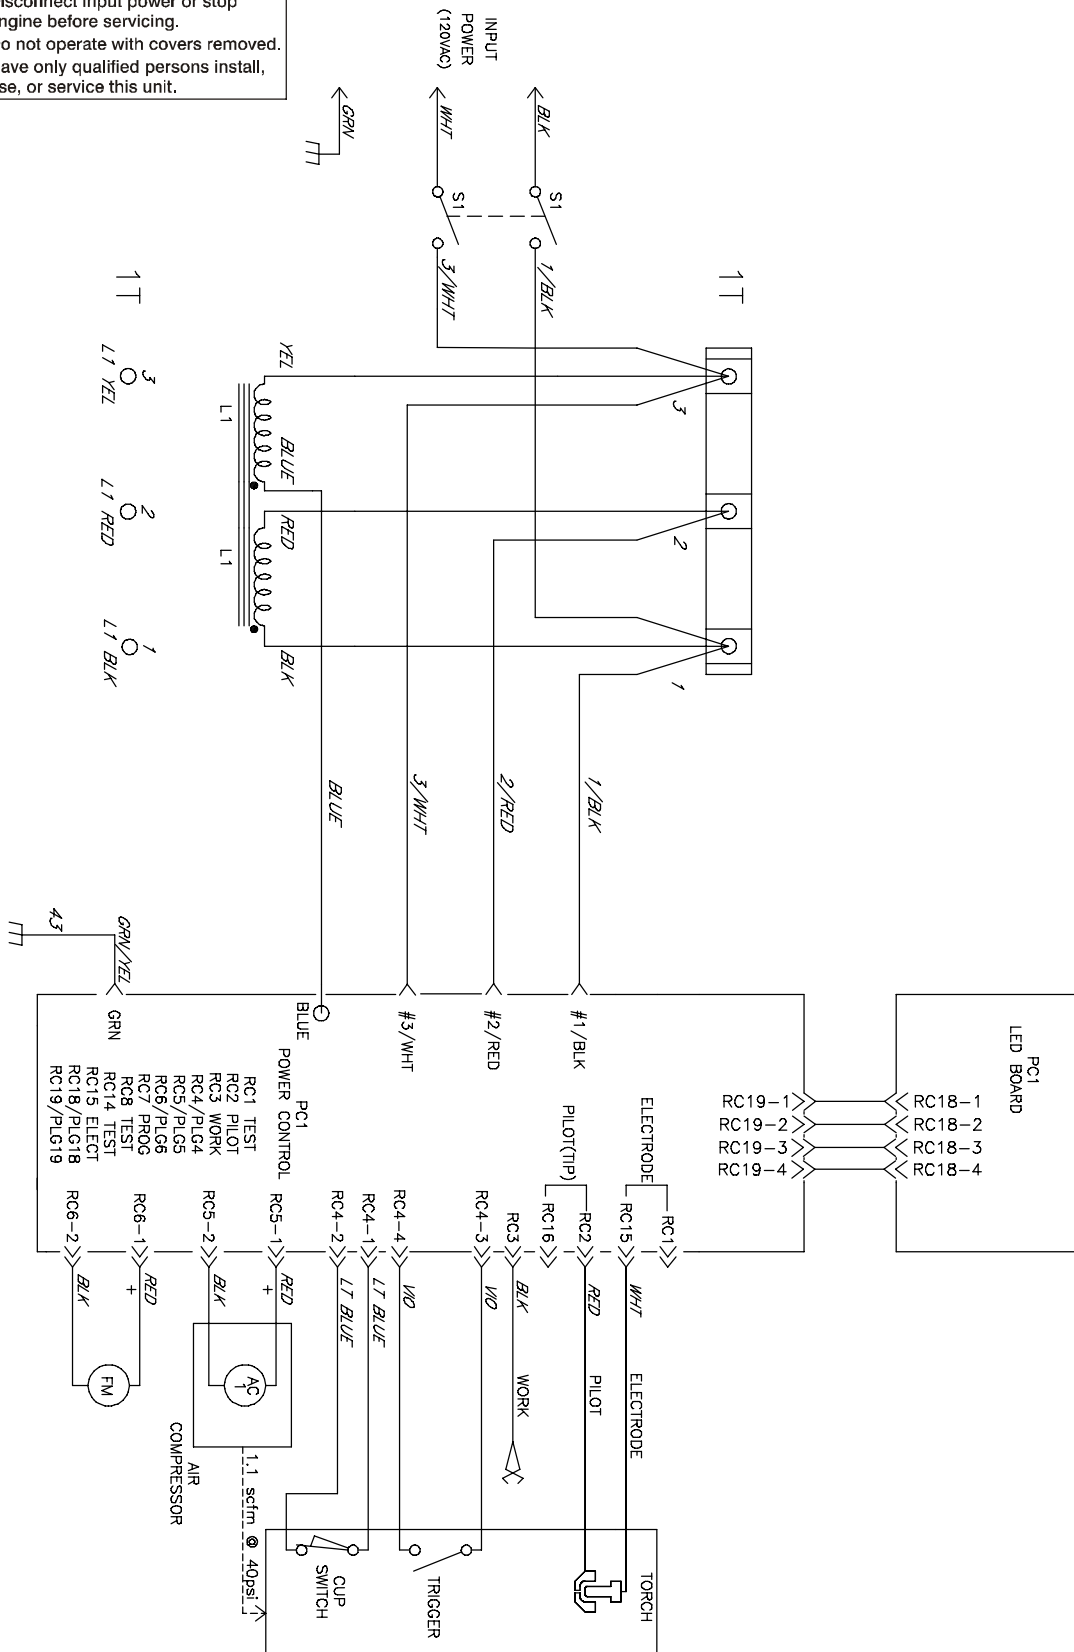 isconnect input power or stop
ngine before servicing.
o not operate with covers removed.
ave only qualified persons install,
se, or service this unit.
INPUT
POWER
(120VAC)
GRN
WHT
BLK
S1
S1
3/WHT
1/BLK
1T
1T
3
L1 YEL
2
L1 RED
1
L1 BLK
YEL
L1
BLUE
RED
L1
BLK
3
2
1
BLUE
3/WHT
2/RED
1/BLK
43
GRN/YEL
GRN
BLUE
#3/WHT
#2/RED
#1/BLK
PC1
POWER CONTROL
RC1 TEST
RC2 PILOT
RC3 WORK
RC4/PLG4
RC5/PLG5
RC6/PLG6
RC7 PROG
RC8 TEST
RC14 TEST
RC15 ELECT
RC18/PLG18
RC19/PLG19
PC1
LED BOARD
RC19-1
RC18-1
RC19-2
RC18-2
RC19-3
RC18-3
RC19-4
RC18-4
ELECTRODE
PILOT(TIP)
RC6-2
RC6-1
RC5-2
RC5-1
RC4-2
RC4-1
RC4-4
RC4-3
RC3
RC16
RC2
RC15
RC1
BLK
+
RED
BLK
+
RED
LT BLUE
LT BLUE
VIO
VIO
BLK
RED
WHT
FM
AC
1
AIR
COMPRESSOR
1.1 scfm @ 40psi
WORK
PILOT
ELECTRODE
CUP
SWITCH
TRIGGER
TORCH